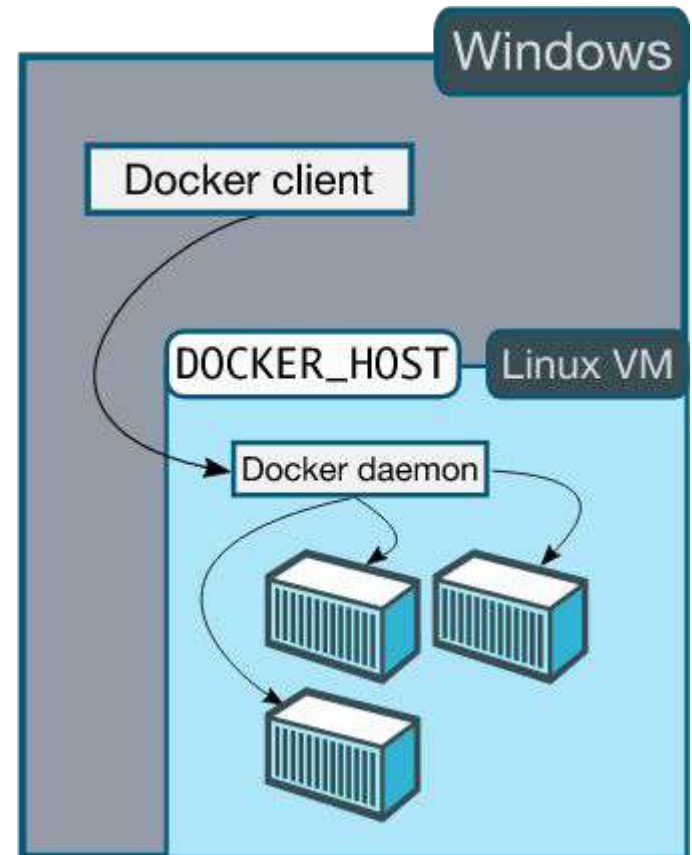 Windows
Docker client
DOCKER_HOST
Linux VM
Docker daemon